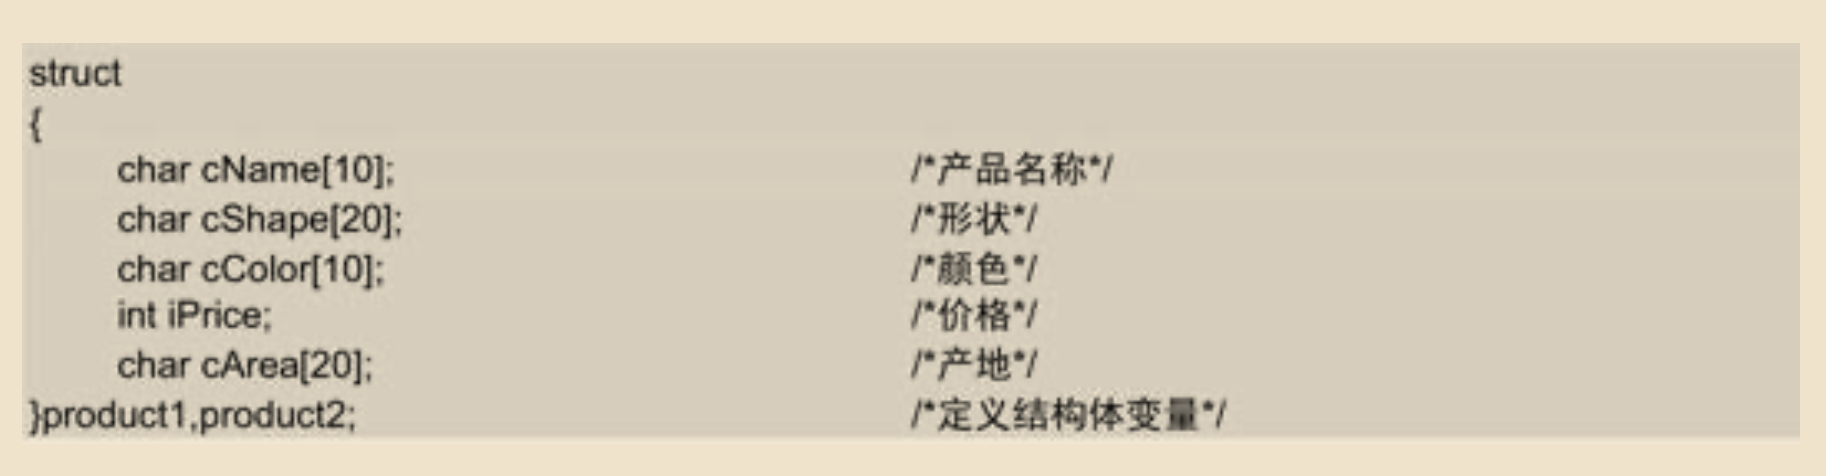 struct
{
char cName[10]; /*产品名称*/
char cShape[20]; /*形状*/
char cColor[10]; /*颜色*/
int iPrice; /*价格*/
char cArea[20]; /*产地*/
}product1,product2; /*定义结构体变量*/